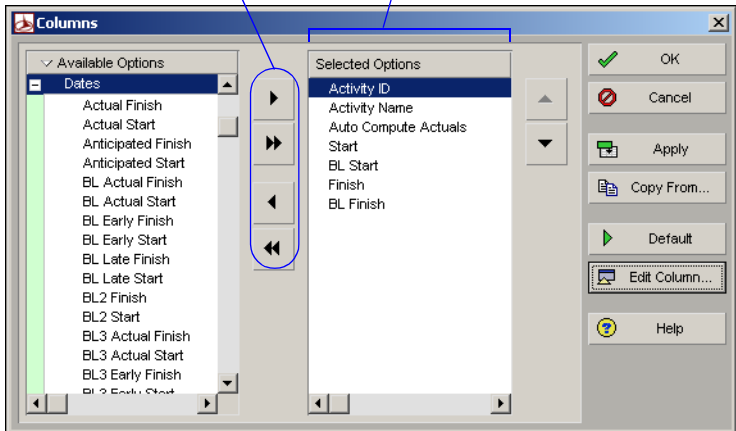 Columns
Available Options
Dates
Actual Finish
Actual Start
Anticipated Finish
Anticipated Start
BL Actual Finish
BL Actual Start
BL Early Finish
BL Early Start
BL Late Finish
BL Late Start
BL2 Finish
BL2 Start
BL3 Actual Finish
BL3 Actual Start
BL3 Early Finish
BL3 Early Start
Selected Options
Activity ID
Activity Name
Auto Compute Actuals
Start
BL Start
Finish
BL Finish
OK
Cancel
Apply
Copy From...
Default
Edit Column...
Help